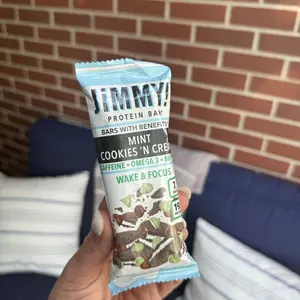 JiMMY!
PROTEIN BAR
BARS WITH BENEFITS
MINT
COOKIES 'N CRE
CAFFEINE • OMEGA 3 •
WAKE & FOCUS